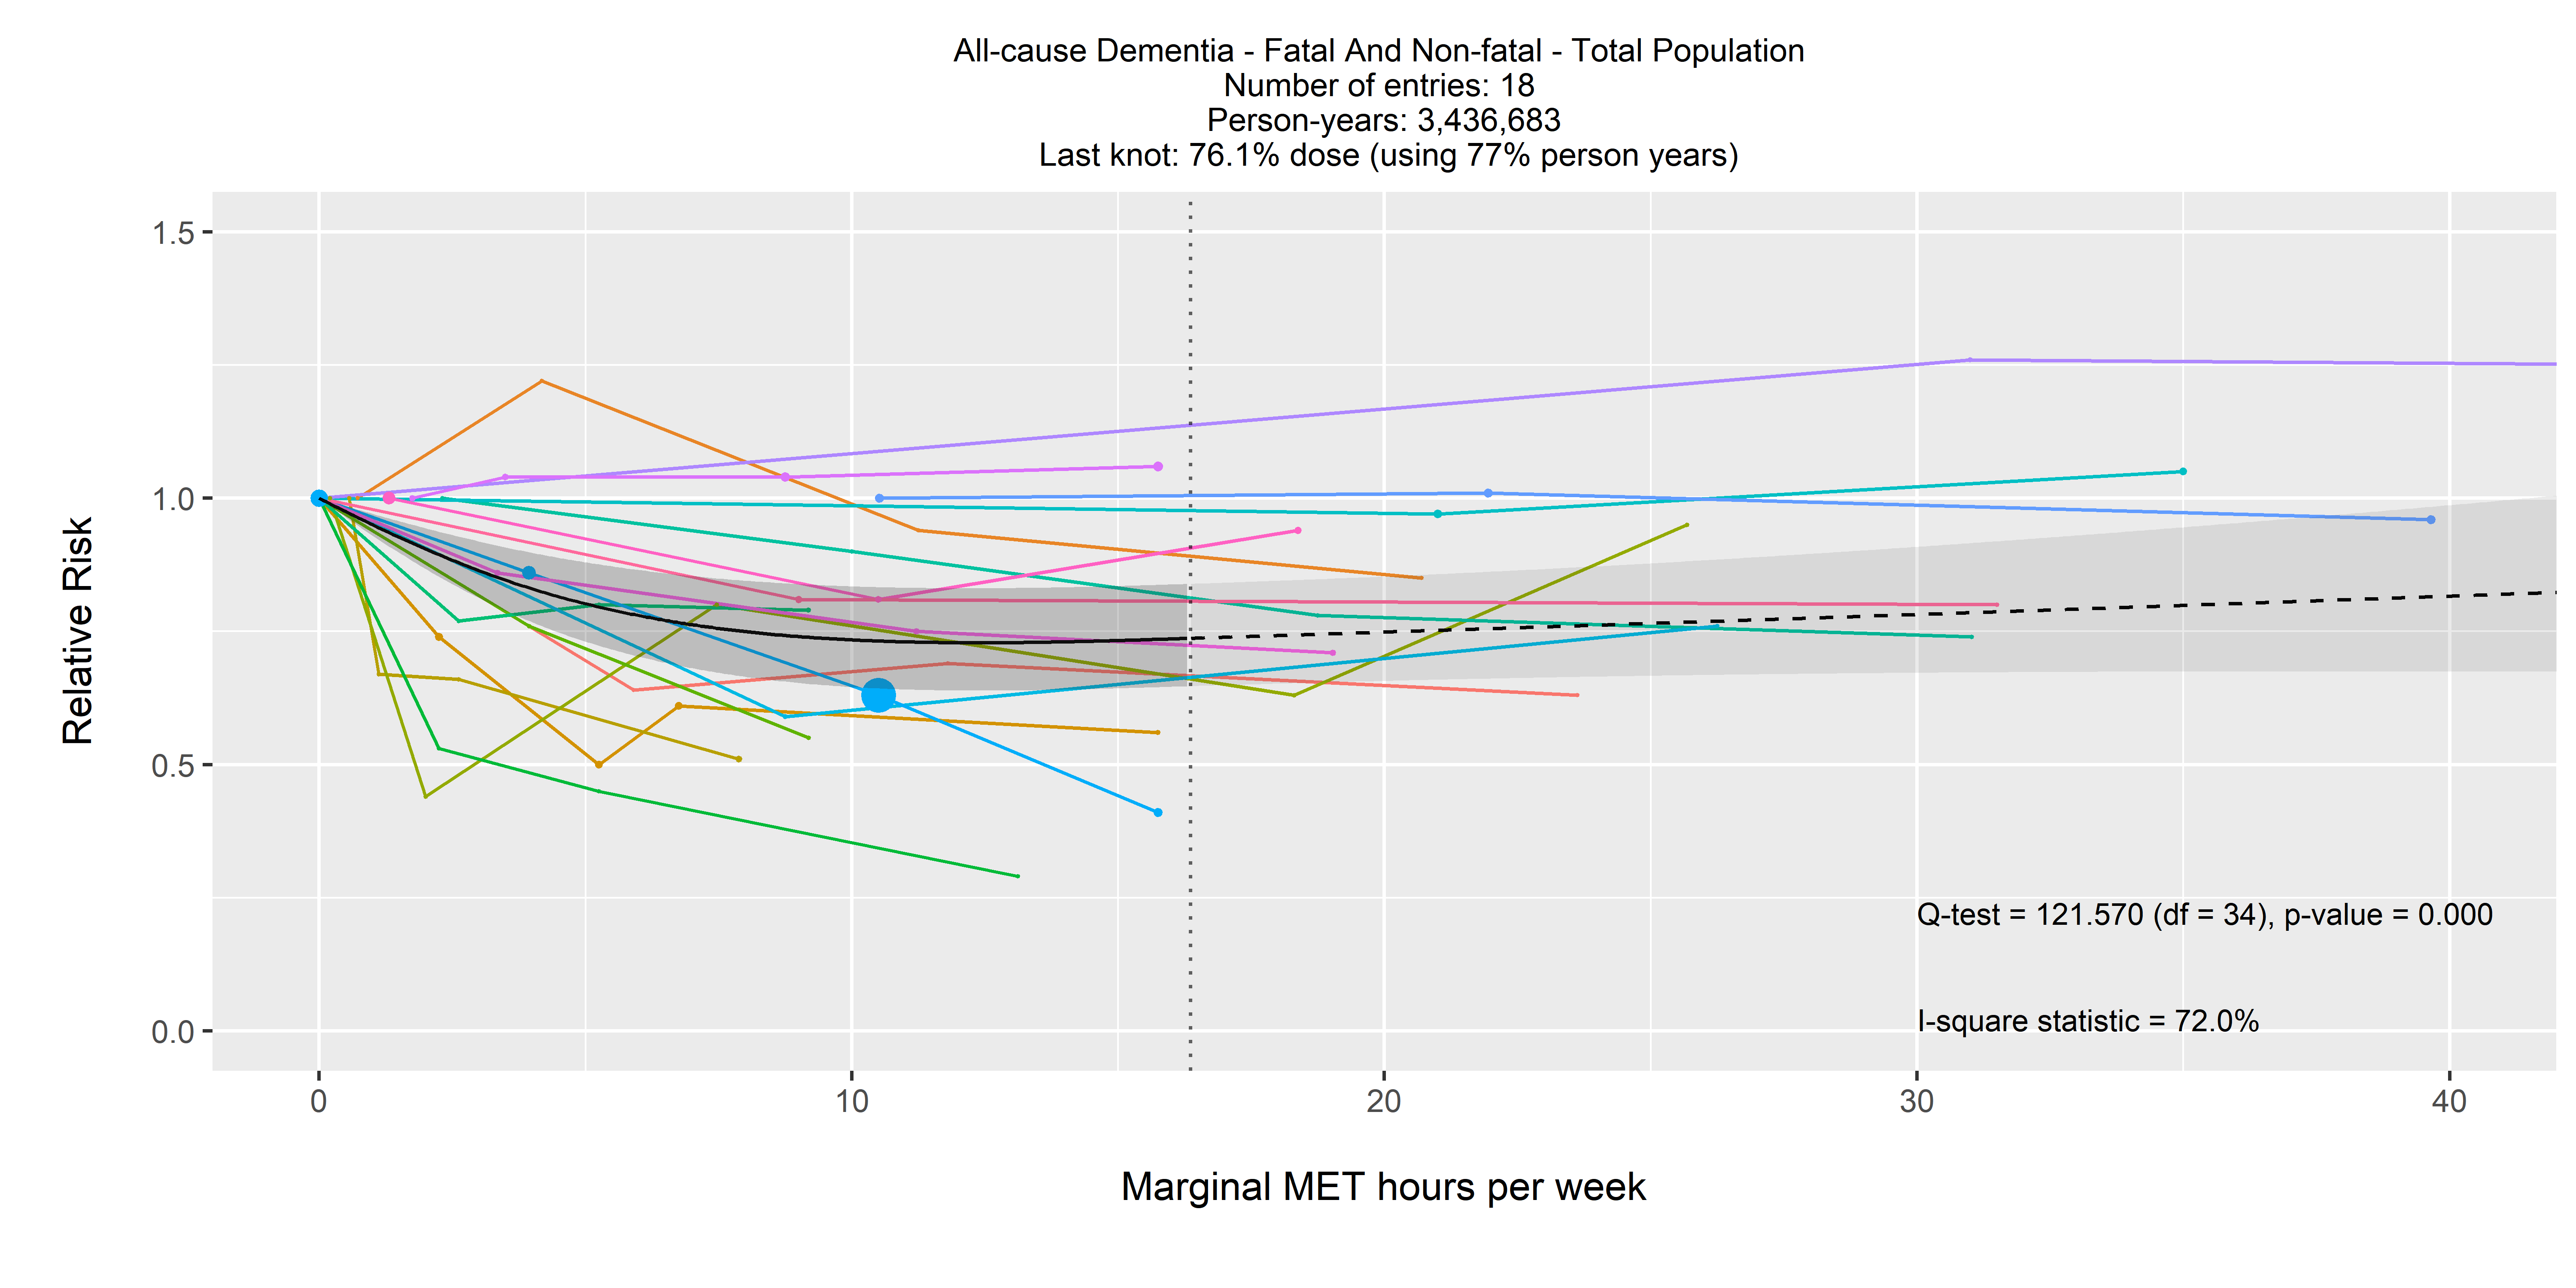 All-cause Dementia - Fatal And Non-fatal - Total Population
Number of entries: 18
Person-years: 3,436,683
Last knot: 76.1% dose (using 77% person years)
1.5
1.0
0.5
0.0
Relative Risk
Q-test = 121.570 (df = 34), p-value = 0.000
I-square statistic = 72.0%
0 10 20 30 40
Marginal MET hours per week